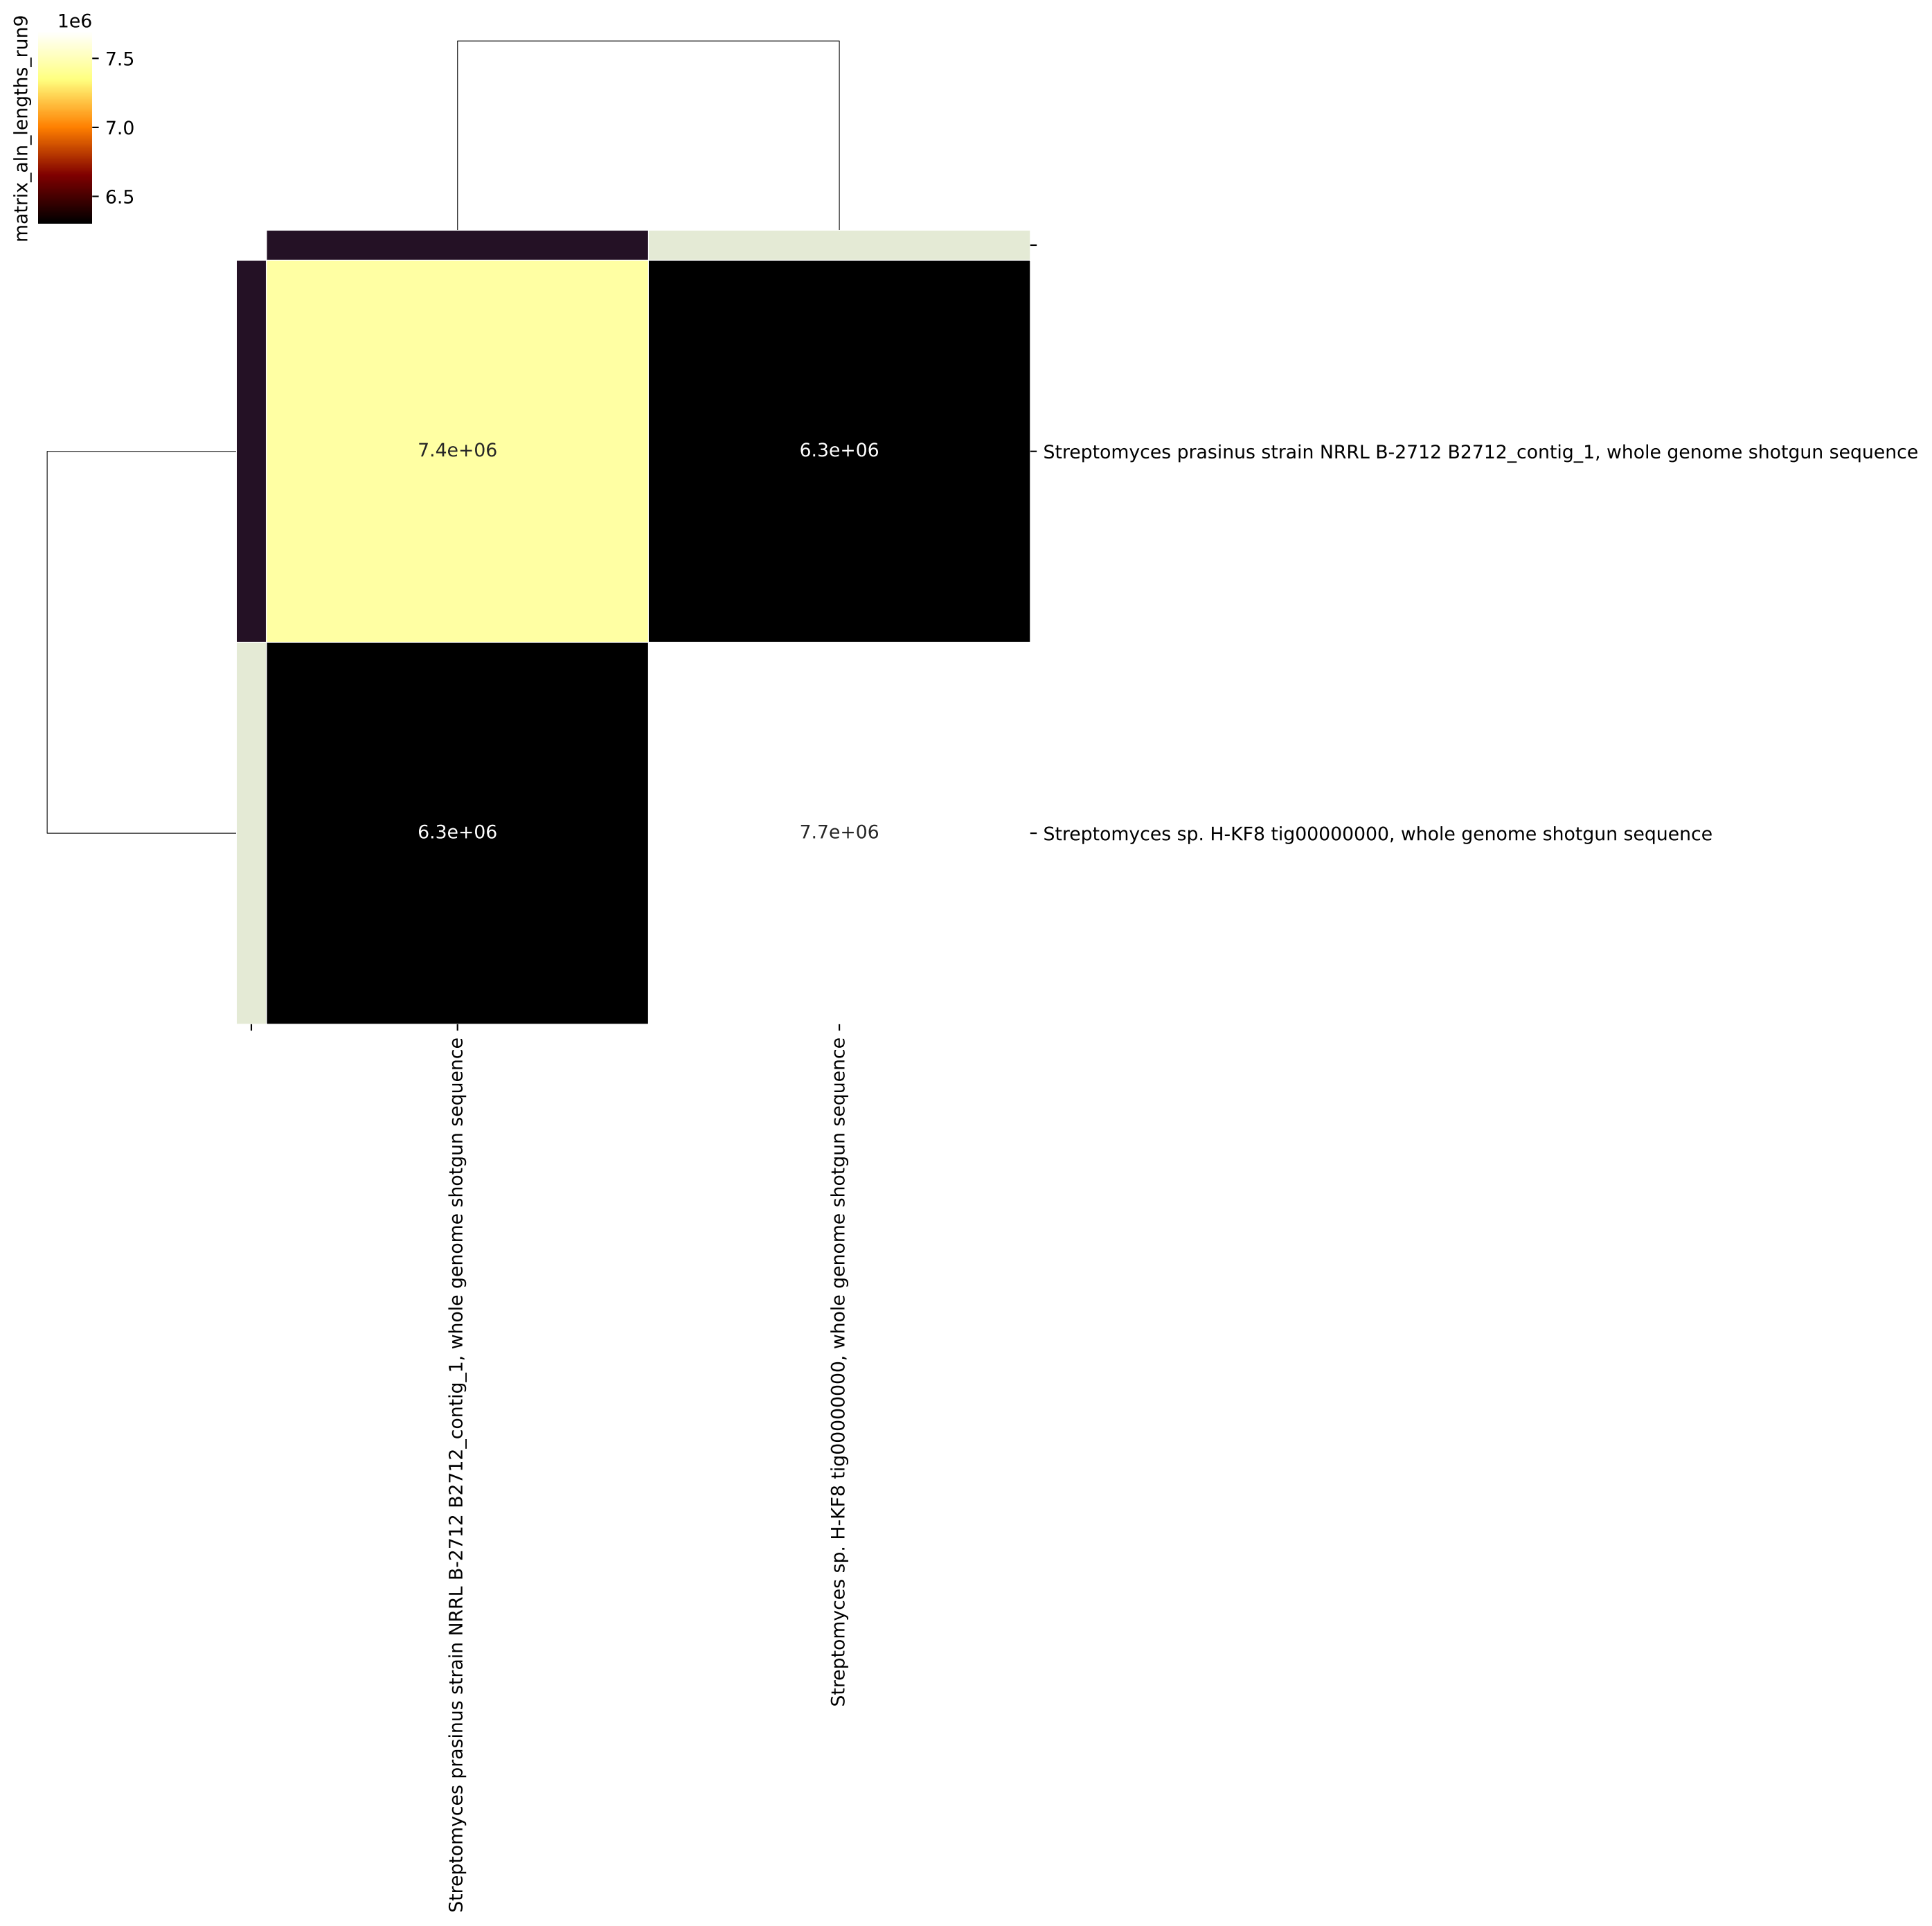 matrix_aln_lengths_run9
1e6
7.5
7.0
6.5
7.4e+06
6.3e+06
Streptomyces prasinus strain NRRL B-2712 B2712_contig_1, whole genome shotgun sequence
6.3e+06
7.7e+06
Streptomyces sp. H-KF8 tig00000000, whole genome shotgun sequence
Streptomyces prasinus strain NRRL B-2712 B2712_contig_1, whole genome shotgun sequence
Streptomyces sp. H-KF8 tig00000000, whole genome shotgun sequence